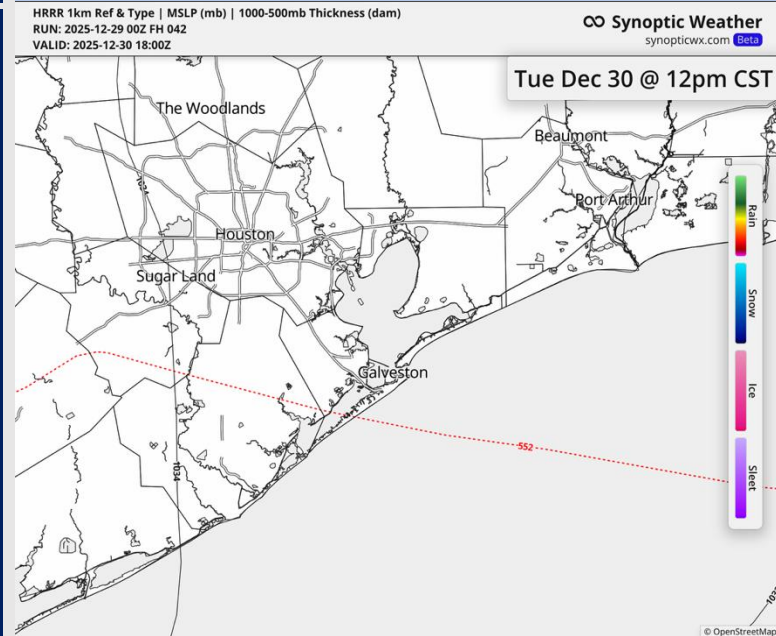 HRRR 1km Ref & Type | MSLP (mb) | 1000-500mb Thickness (dam)
RUN: 2025-12-29 00Z FH 042
VALID: 2025-12-30 18:00Z
Synoptic Weather
synopticwx.com Beta
Tue Dec 30 @ 12pm CST
The Woodlands
Beaumont
Port Arthur
Houston
Sugar Land
Galveston
552
1034
Rain
Snow
Ice
Sleet
© OpenStreetMap